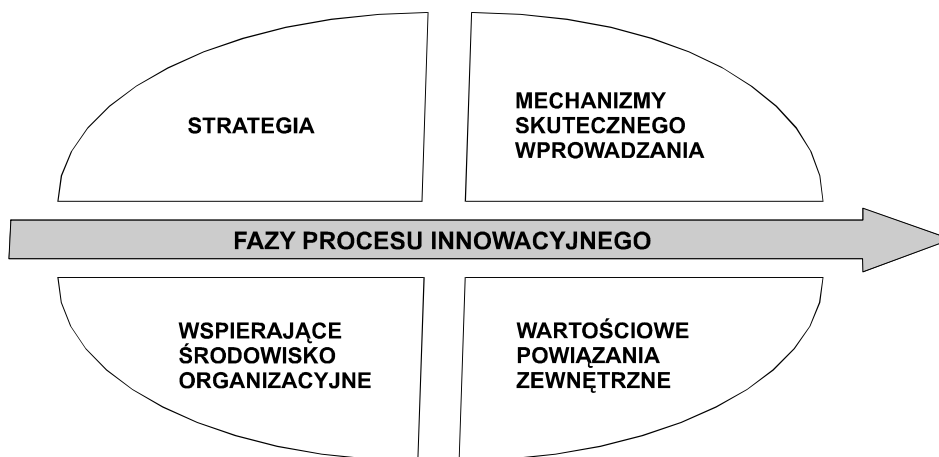 STRATEGIA
MECHANIZMY
SKUTECZNEGO
WPROWADZANIA
FAZY PROCESU INNOWACYJNEGO
WSPIERAJĄCE
ŚRODOWISKO
ORGANIZACYJNE
WARTOŚCIOWE
POWIĄZANIA
ZEWNĘTRZNE